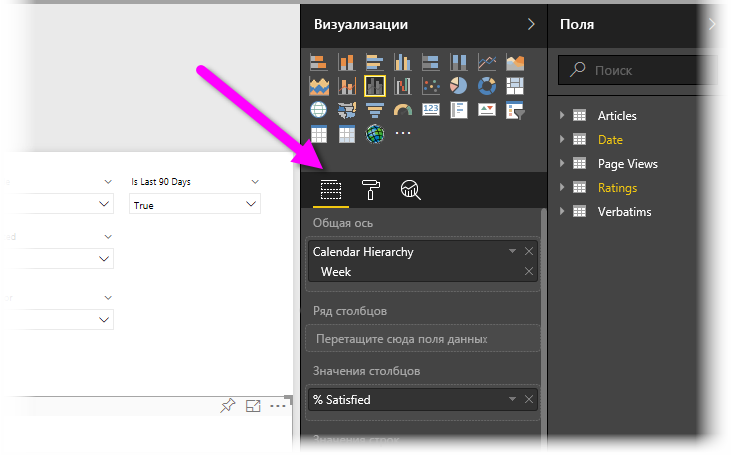 Визуализации
Поля
Поиск
123
Articles
Date
Page Views
Ratings
Verbatims
Is Last 90 Days
True
Общая ось
Calendar Hierarchy
Week
Ряд столбцов
Перетащите сюда поля данных
Значения столбцов
% Satisfied
Значения строк